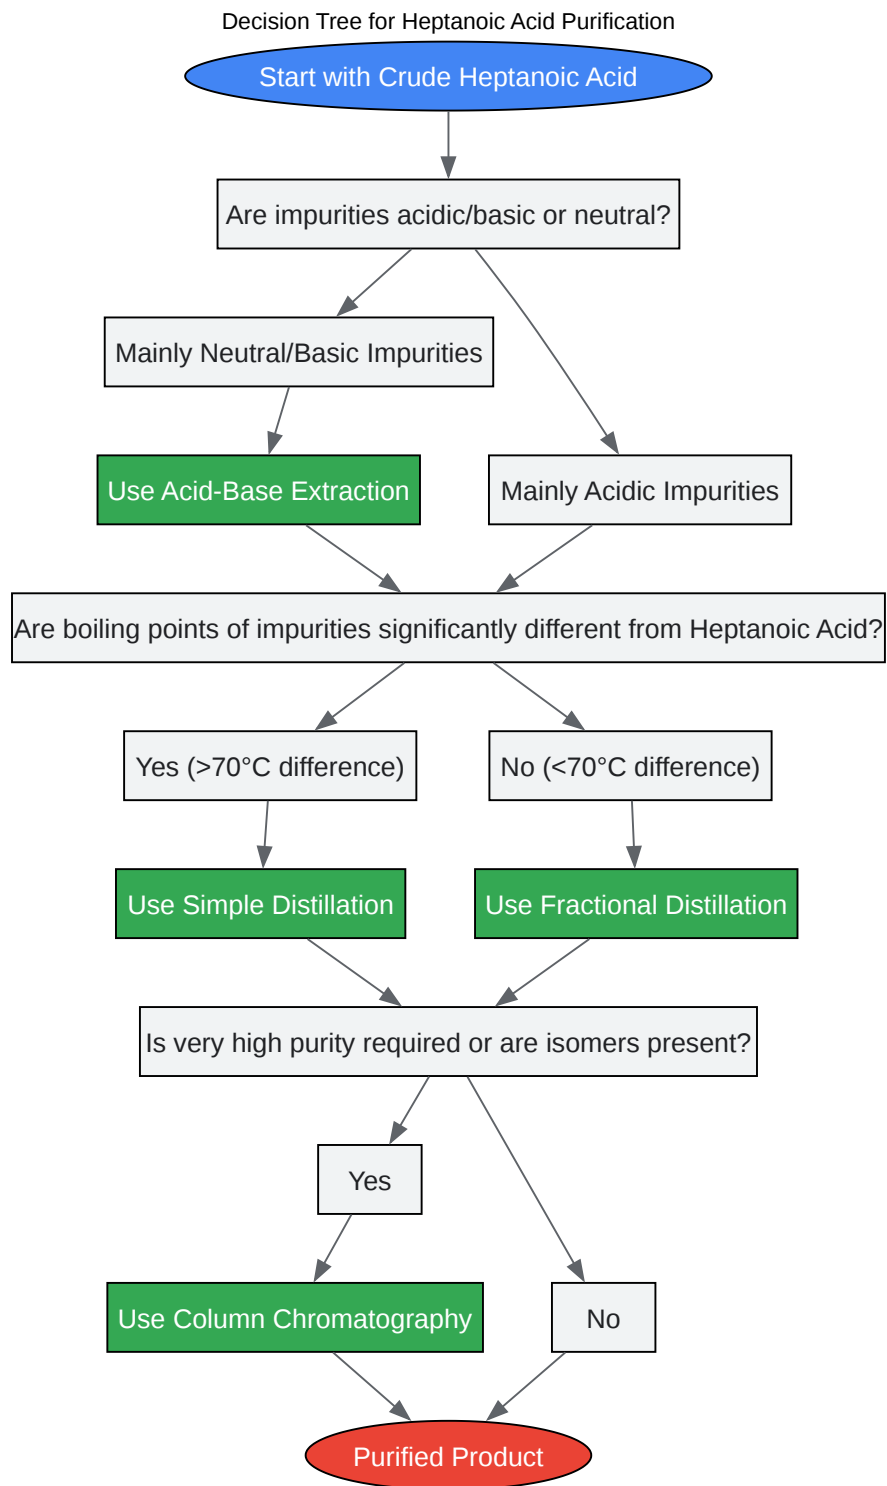 Decision Tree for Heptanoic Acid Purification
Start with Crude Heptanoic Acid
Are impurities acidic/basic or neutral?
Mainly Neutral/Basic Impurities
Use Acid-Base Extraction
Mainly Acidic Impurities
Are boiling points of impurities significantly different from Heptanoic Acid?
Yes (>70°C difference)
No (<70°C difference)
Use Simple Distillation
Use Fractional Distillation
Is very high purity required or are isomers present?
Yes
Use Column Chromatography
No
Purified Product